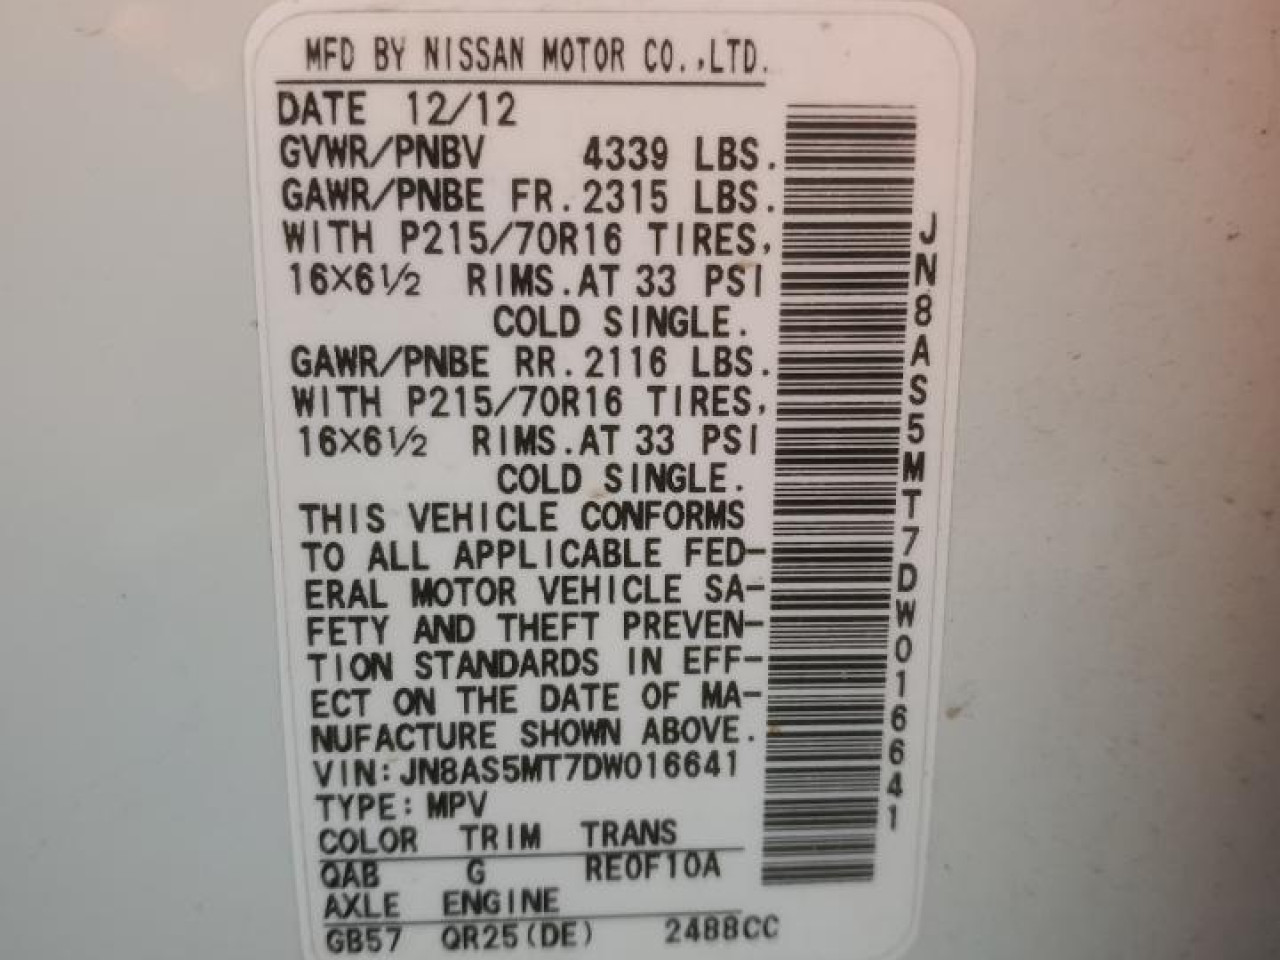 MFD BY NISSAN MOTOR CO.,LTD.
DATE 12/12
GVWR/PNBV 4339 LBS.
GAWR/PNBE FR.2315 LBS.
WITH P215/70R16 TIRES,
16X6½ RIMS.AT 33 PSI
COLD SINGLE.
GAWR/PNBE RR.2116 LBS.
WITH P215/70R16 TIRES,
16X6½ RIMS.AT 33 PSI
COLD SINGLE.
THIS VEHICLE CONFORMS
TO ALL APPLICABLE FED-
ERAL MOTOR VEHICLE SA-
FETY AND THEFT PREVEN-
TION STANDARDS IN EFF-
ECT ON THE DATE OF MA-
NUFACTURE SHOWN ABOVE.
VIN:JN8AS5MT7DW016641
TYPE:MPV
COLOR TRIM TRANS
QAB G RE0F10A
AXLE ENGINE
GB57 QR25(DE) 2488CC
JN8AS5MT7DW016641